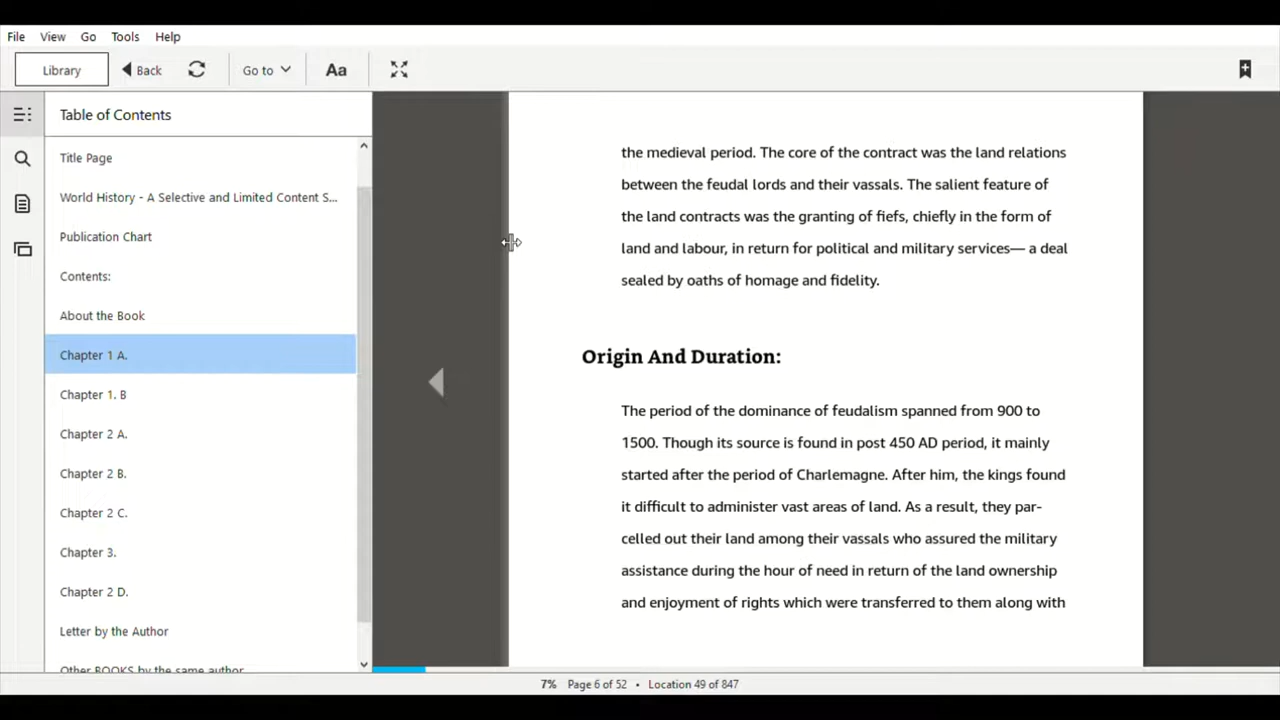 File View Go Tools Help
Library Back Go to Aa
Table of Contents
Title Page
World History - A Selective and Limited Content S...
Publication Chart
Contents:
About the Book
Chapter 1 A.
Chapter 1. B
Chapter 2 A.
Chapter 2 B.
Chapter 2 C.
Chapter 3.
Chapter 2 D.
Letter by the Author
Other BOOKS by the same author
the medieval period. The core of the contract was the land relations
between the feudal lords and their vassals. The salient feature of
the land contracts was the granting of fiefs, chiefly in the form of
land and labour, in return for political and military services— a deal
sealed by oaths of homage and fidelity.
Origin And Duration:
The period of the dominance of feudalism spanned from 900 to
1500. Though its source is found in post 450 AD period, it mainly
started after the period of Charlemagne. After him, the kings found
it difficult to administer vast areas of land. As a result, they par-
celled out their land among their vassals who assured the military
assistance during the hour of need in return of the land ownership
and enjoyment of rights which were transferred to them along with
7% Page 6 of 52 • Location 49 of 847